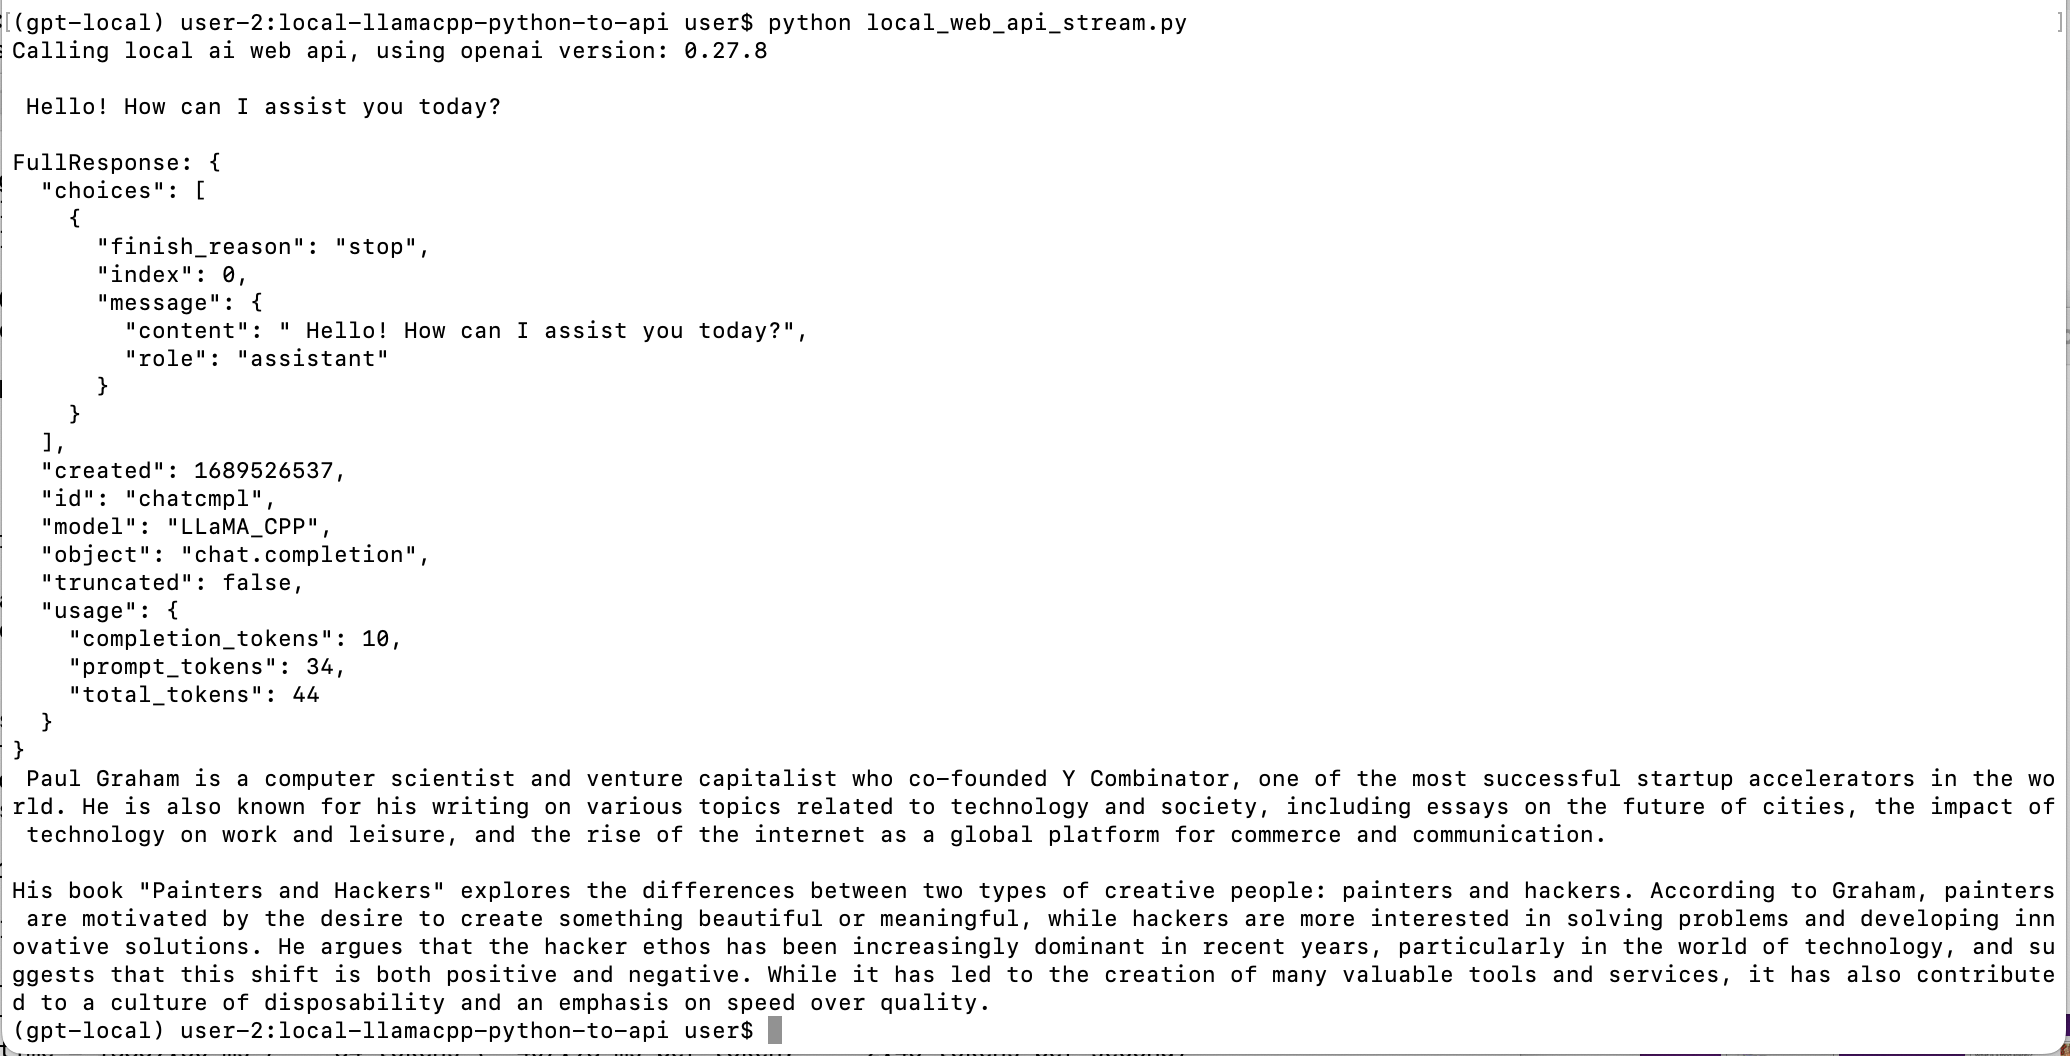 [(gpt-local) user-2:local-llamacpp-python-to-api user$ python local_web_api_stream.py ]
Calling local ai web api, using openai version: 0.27.8
 Hello! How can I assist you today?
FullResponse: {
  "choices": [
    {
      "finish_reason": "stop",
      "index": 0,
      "message": {
        "content": " Hello! How can I assist you today?",
        "role": "assistant"
      }
    }
  ],
  "created": 1689526537,
  "id": "chatcmpl",
  "model": "LLaMA_CPP",
  "object": "chat.completion",
  "truncated": false,
  "usage": {
    "completion_tokens": 10,
    "prompt_tokens": 34,
    "total_tokens": 44
  }
}
 Paul Graham is a computer scientist and venture capitalist who co-founded Y Combinator, one of the most successful startup accelerators in the wo
rld. He is also known for his writing on various topics related to technology and society, including essays on the future of cities, the impact of
 technology on work and leisure, and the rise of the internet as a global platform for commerce and communication.
His book "Painters and Hackers" explores the differences between two types of creative people: painters and hackers. According to Graham, painters
 are motivated by the desire to create something beautiful or meaningful, while hackers are more interested in solving problems and developing inn
ovative solutions. He argues that the hacker ethos has been increasingly dominant in recent years, particularly in the world of technology, and su
ggests that this shift is both positive and negative. While it has led to the creation of many valuable tools and services, it has also contribute
d to a culture of disposability and an emphasis on speed over quality.
(gpt-local) user-2:local-llamacpp-python-to-api user$